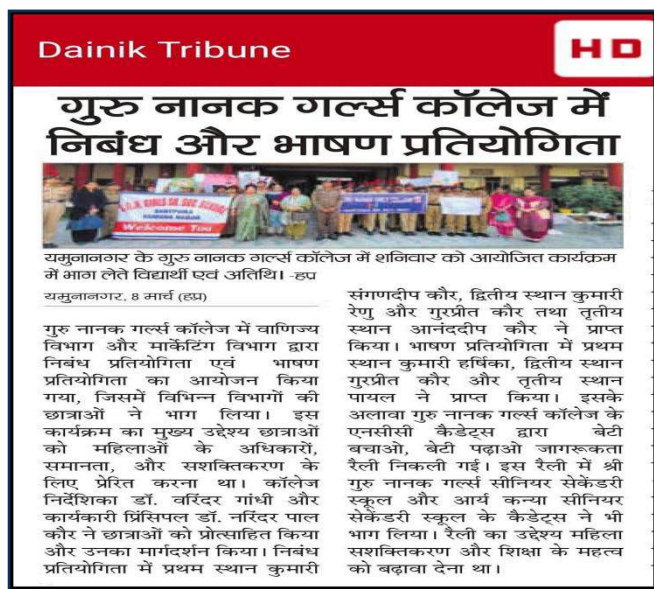 Dainik Tribune
HD
गुरु नानक गर्ल्स कॉलेज में
निबंध और भाषण प्रतियोगिता
Welcome You
यमुनानगर के गुरु नानक गर्ल्स कॉलेज में शनिवार को आयोजित कार्यक्रम
में भाग लेते विद्यार्थी एवं अतिथि। -हप्र
यमुनानगर, 8 मार्च (हप्र)
गुरु नानक गर्ल्स कॉलेज में वाणिज्य
विभाग और मार्केटिंग विभाग द्वारा
निबंध प्रतियोगिता एवं भाषण
प्रतियोगिता का आयोजन किया
गया, जिसमें विभिन्न विभागों की
छात्राओं ने भाग लिया। इस
कार्यक्रम का मुख्य उद्देश्य छात्राओं
को महिलाओं के अधिकारों,
समानता, और सशक्तिकरण के
लिए प्रेरित करना था। कॉलेज
निर्देशिका डॉ. वरिंदर गांधी और
कार्यकारी प्रिंसिपल डॉ. नरिंदर पाल
कौर ने छात्राओं को प्रोत्साहित किया
और उनका मार्गदर्शन किया। निबंध
प्रतियोगिता में प्रथम स्थान कुमारी
संगणदीप कौर, द्वितीय स्थान कुमारी
रेणु और गुरप्रीत कौर तथा तृतीय
स्थान आनंददीप कौर ने प्राप्त
किया। भाषण प्रतियोगिता में प्रथम
स्थान कुमारी हर्षिका, द्वितीय स्थान
गुरप्रीत कौर और तृतीय स्थान
पायल ने प्राप्त किया। इसके
अलावा गुरु नानक गर्ल्स कॉलेज के
एनसीसी कैडेट्स द्वारा बेटी
बचाओ, बेटी पढ़ाओ जागरूकता
रैली निकली गई। इस रैली में श्री
गुरु नानक गर्ल्स सीनियर सेकेंडरी
स्कूल और आर्य कन्या सीनियर
सेकेंडरी स्कूल के कैडेट्स ने भी
भाग लिया। रैली का उद्देश्य महिला
सशक्तिकरण और शिक्षा के महत्व
को बढ़ावा देना था।